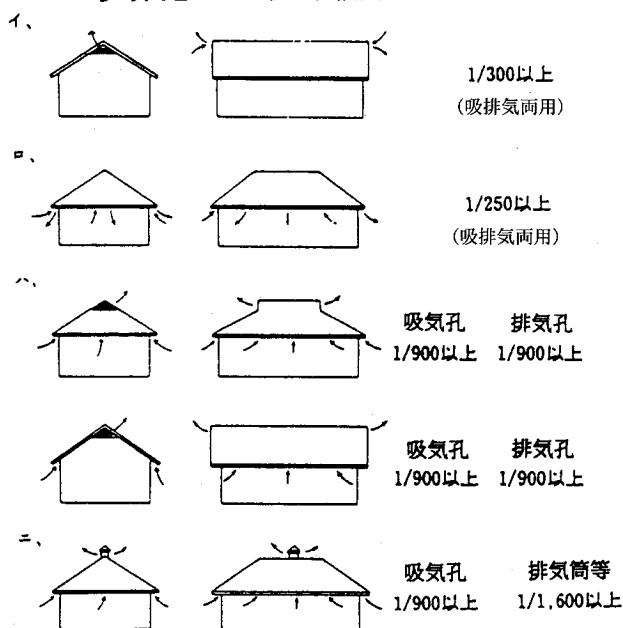 イ、
1/300以上
(吸排気両用)
ロ、
1/250以上
(吸排気両用)
ハ、
吸気孔 排気孔
1/900以上 1/900以上
吸気孔 排気孔
1/900以上 1/900以上
ニ、
吸気孔 排気筒等
1/900以上 1/1,600以上